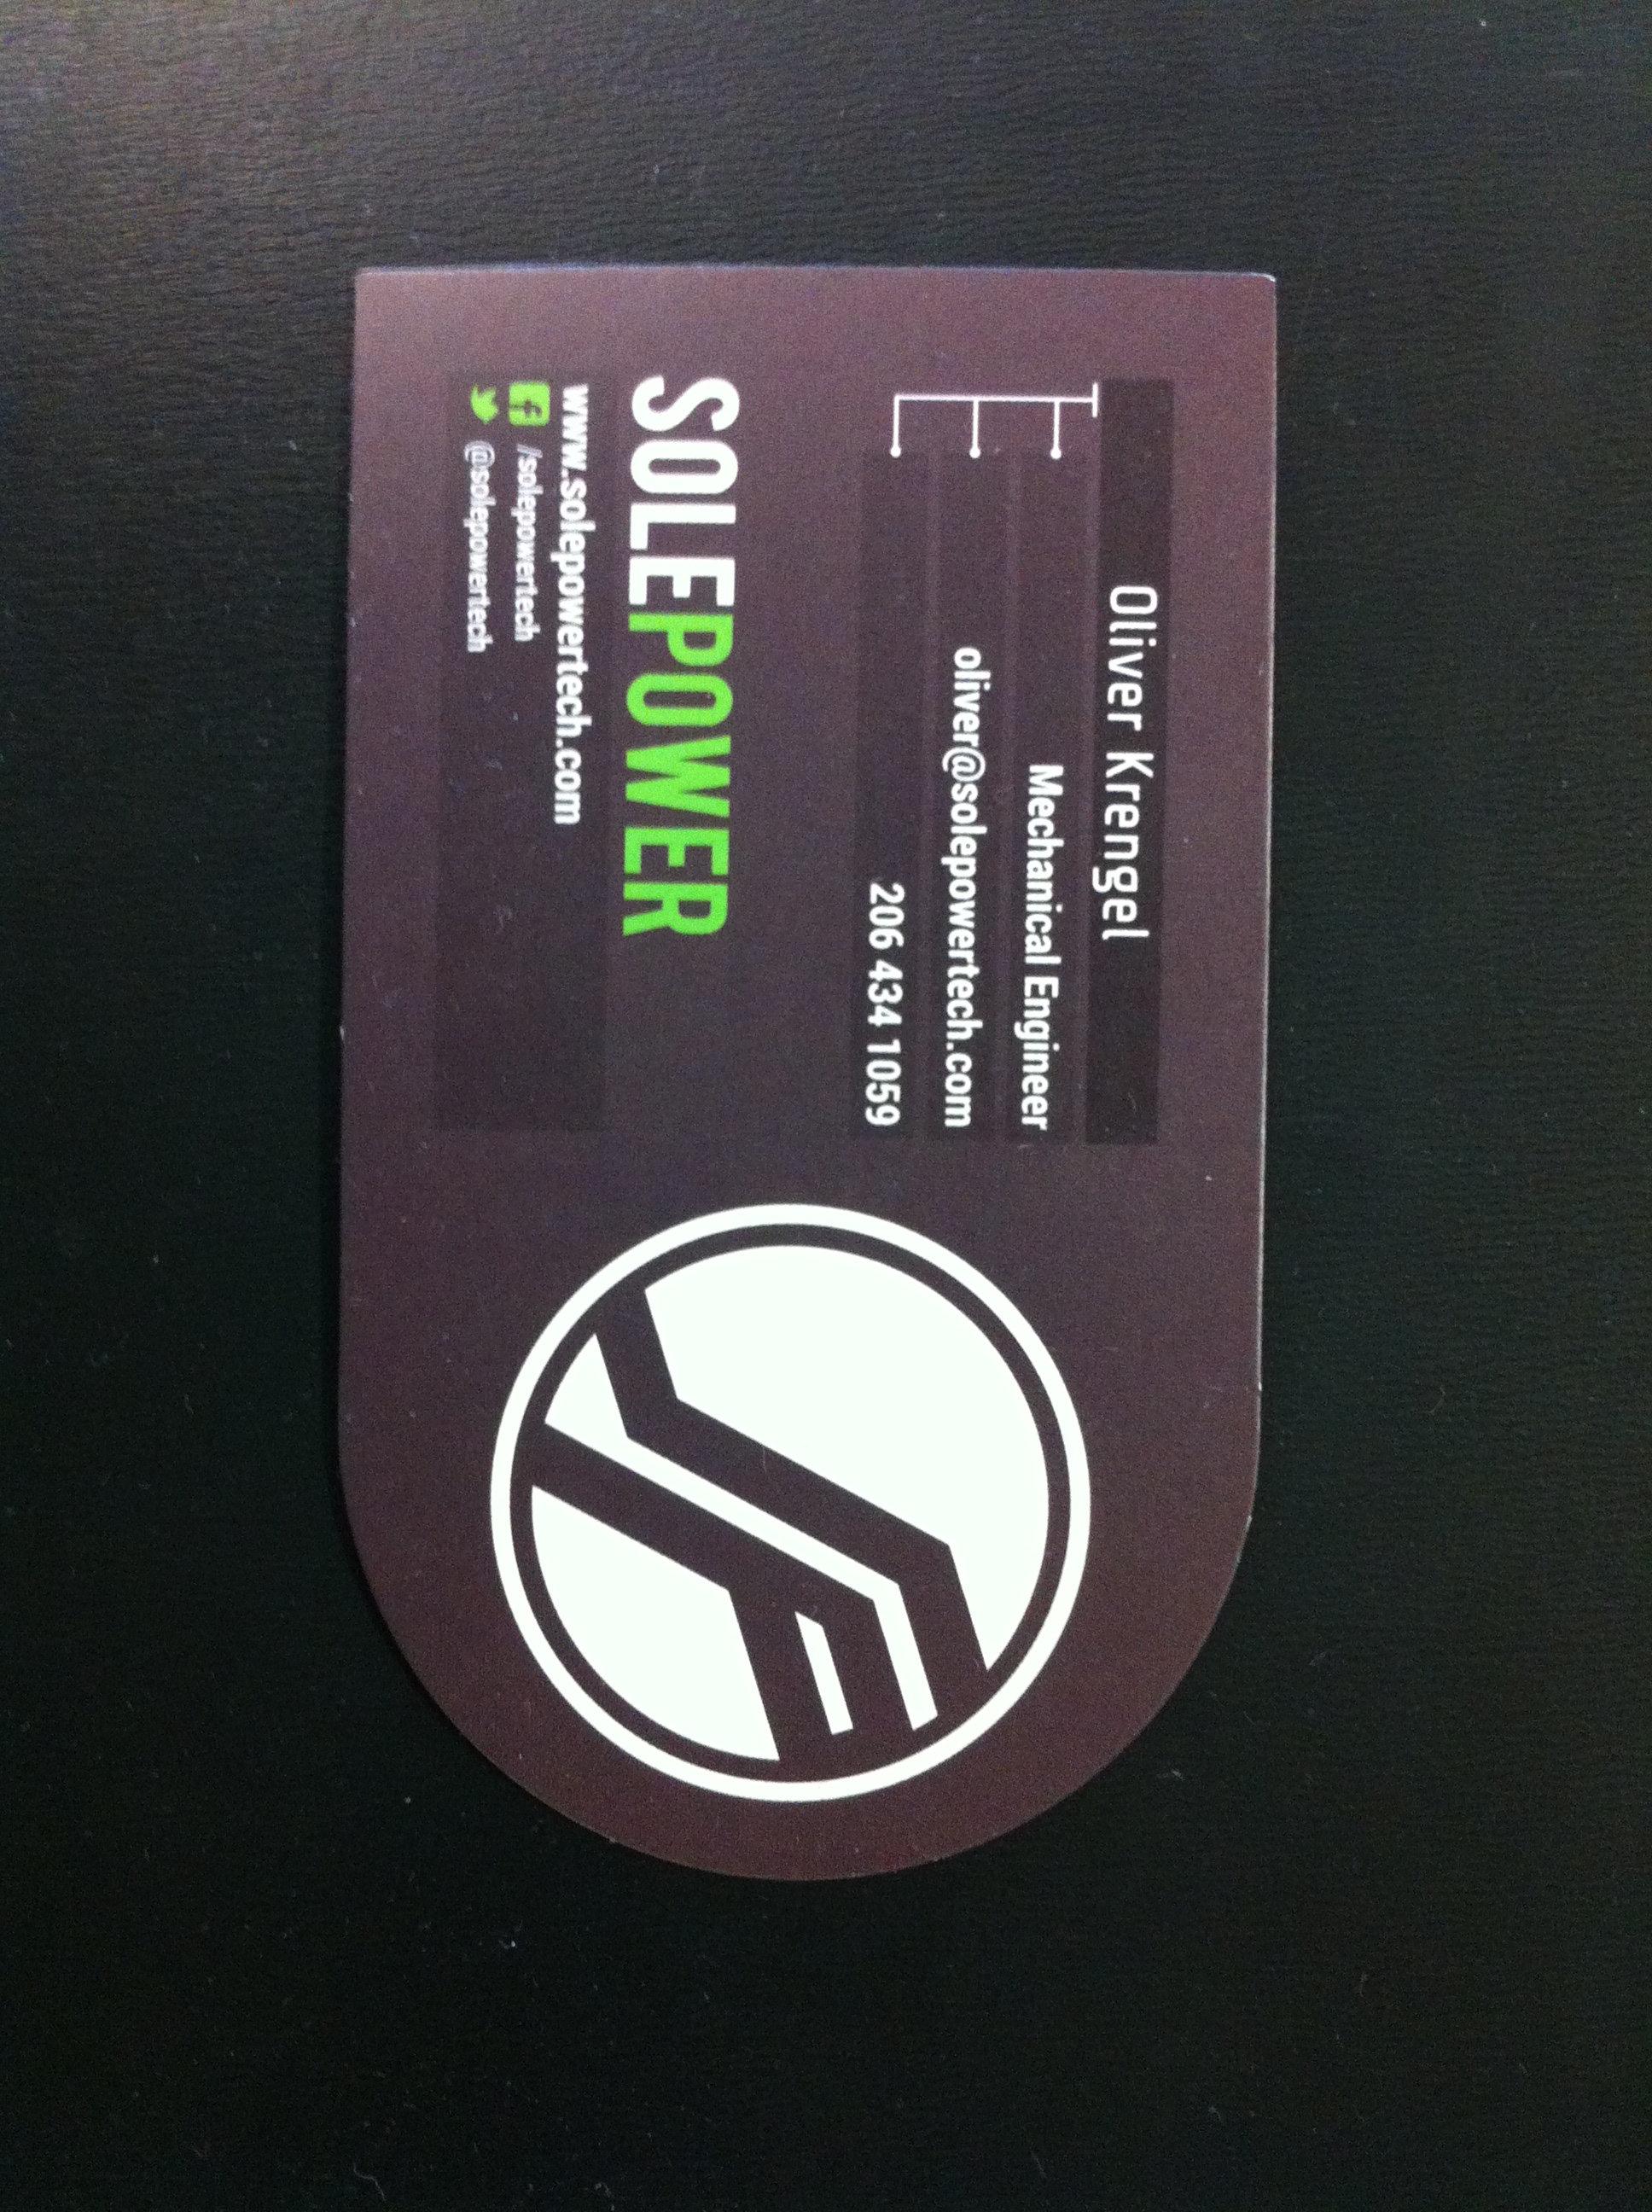 Oliver Krengel
Mechanical Engineer
oliver@solepowertech.com
206 434 1059
SOLEPOWER
www.solepowertech.com
/solepowertech
@solepowertech